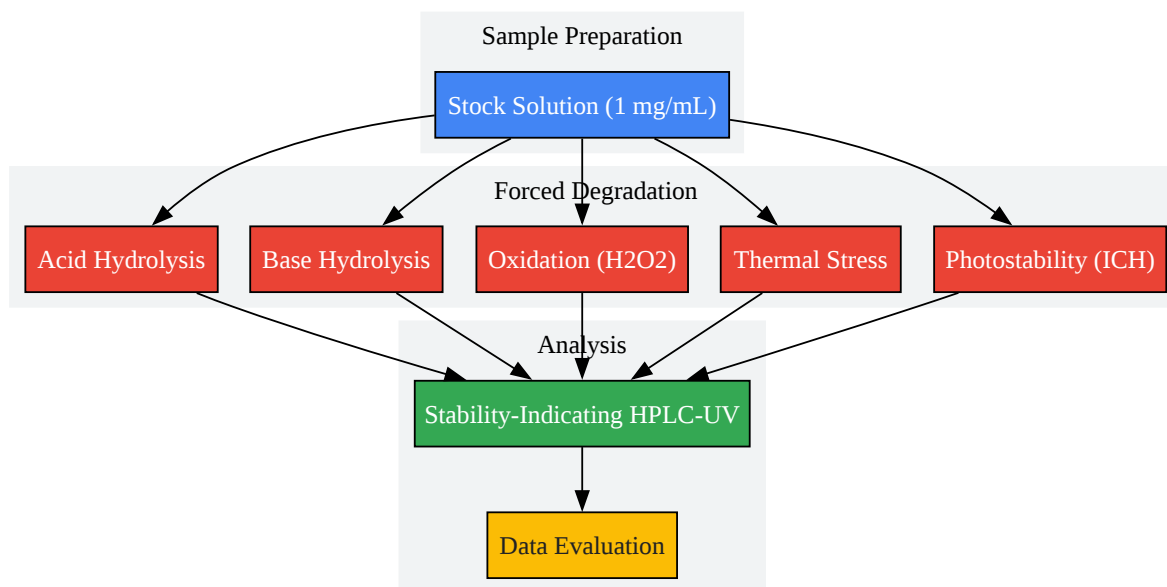 Sample Preparation
Stock Solution (1 mg/mL)
Forced Degradation
Acid Hydrolysis
Base Hydrolysis
Oxidation (H2O2)
Thermal Stress
Photostability (ICH)
Analysis
Stability-Indicating HPLC-UV
Data Evaluation